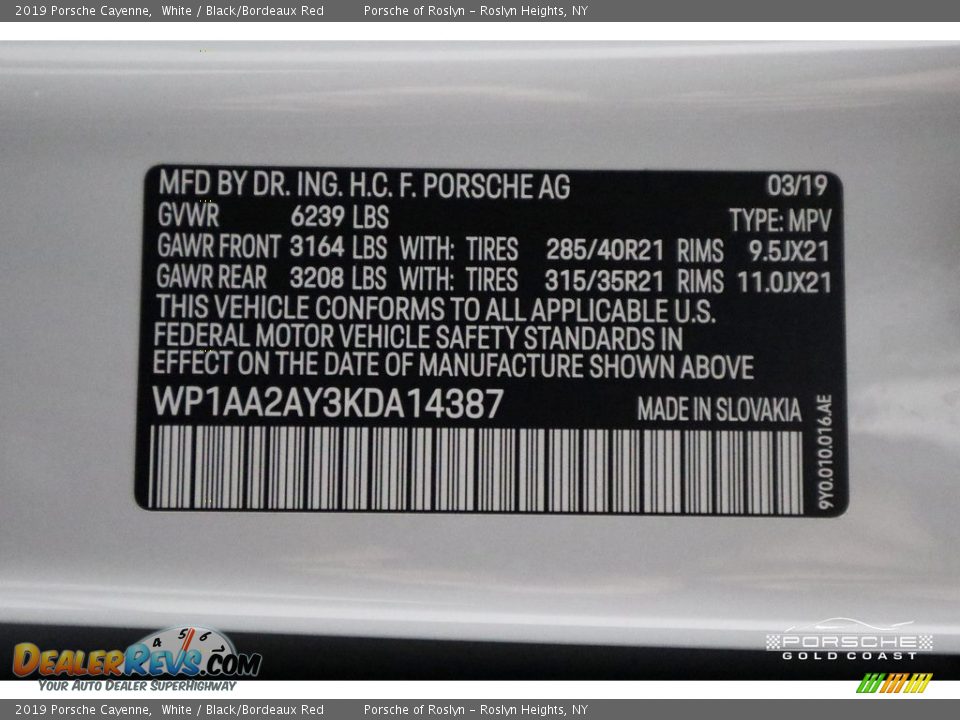 2019 Porsche Cayenne, White / Black/Bordeaux Red Porsche of Roslyn - Roslyn Heights, NY
MFD BY DR. ING. H.C. F. PORSCHE AG 03/19
GVWR 6239 LBS TYPE: MPV
GAWR FRONT 3164 LBS WITH: TIRES 285/40R21 RIMS 9.5JX21
GAWR REAR 3208 LBS WITH: TIRES 315/35R21 RIMS 11.0JX21
THIS VEHICLE CONFORMS TO ALL APPLICABLE U.S.
FEDERAL MOTOR VEHICLE SAFETY STANDARDS IN
EFFECT ON THE DATE OF MANUFACTURE SHOWN ABOVE
WP1AA2AY3KDA14387 MADE IN SLOVAKIA
9Y0.010.016.AE
4 5 6
DEALERREVS.COM
YOUR AUTO DEALER SUPERHIGHWAY
PORSCHE
GOLD COAST
2019 Porsche Cayenne, White / Black/Bordeaux Red Porsche of Roslyn - Roslyn Heights, NY